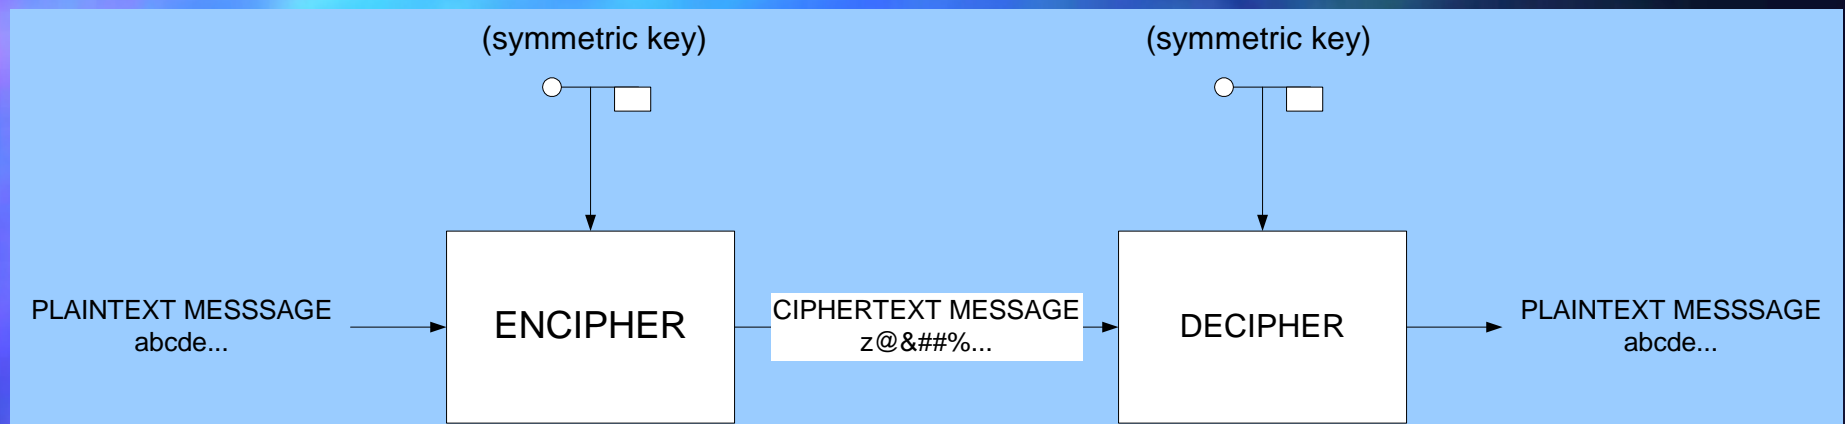 (symmetric key)
(symmetric key)
PLAINTEXT MESSSAGE
abcde...
ENCIPHER
CIPHERTEXT MESSAGE
z@&##%...
DECIPHER
PLAINTEXT MESSSAGE
abcde...